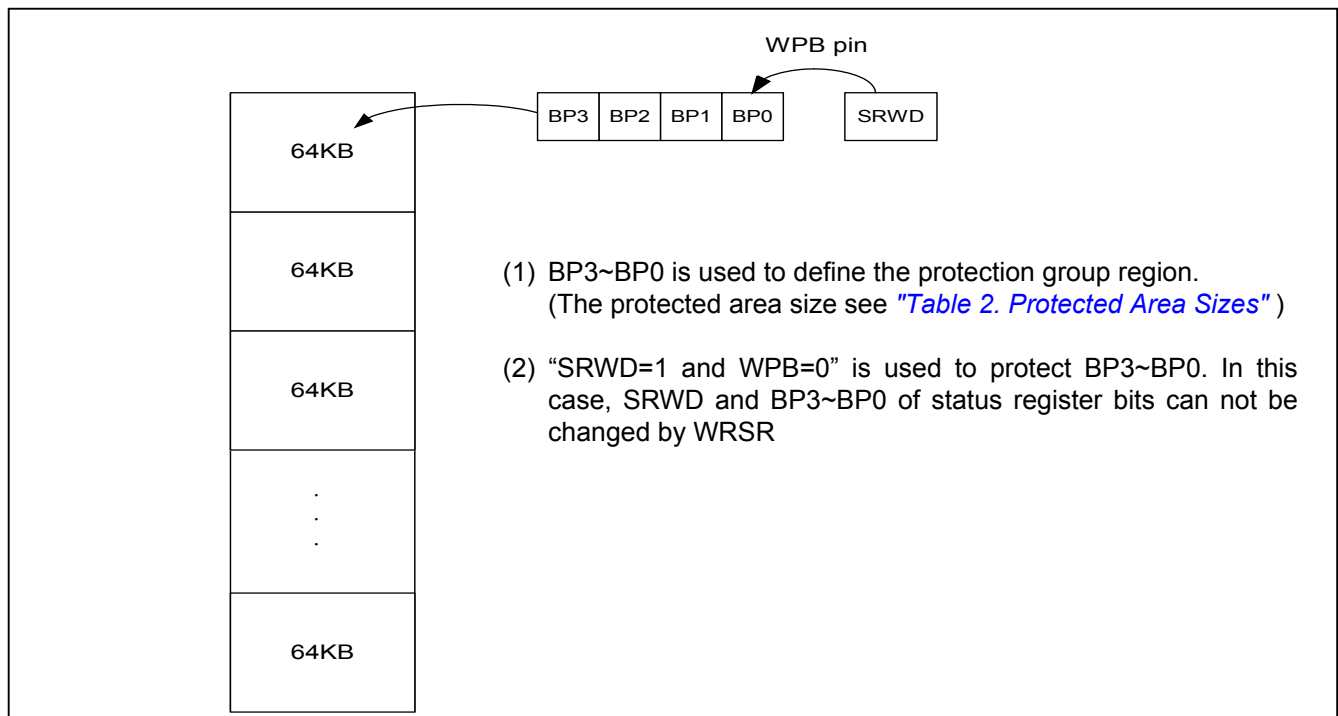 WPB pin
BP3 BP2 BP1 BP0 SRWD
64KB
64KB
(1) BP3~BP0 is used to define the protection group region.
(The protected area size see "Table 2. Protected Area Sizes" )
64KB
(2) “SRWD=1 and WPB=0” is used to protect BP3~BP0. In this
case, SRWD and BP3~BP0 of status register bits can not be
changed by WRSR
.
.
.
64KB